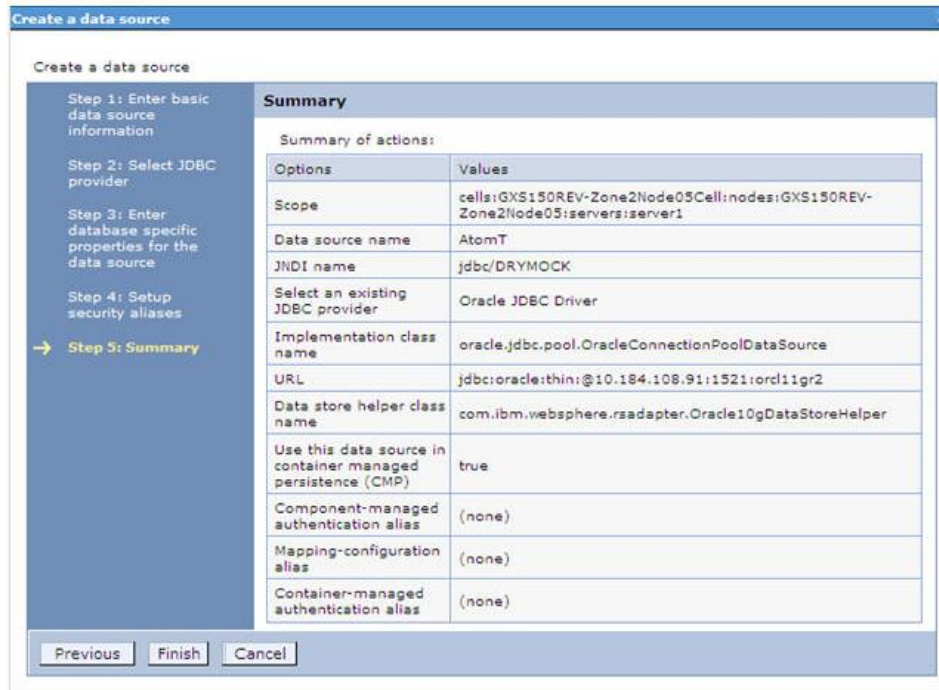 Create a data source
Create a data source
Step 1: Enter basic
data source
information
Step 2: Select JDBC
provider
Step 3: Enter
database specific
properties for the
data source
Step 4: Setup
security aliases
Step 5: Summary
Summary
Summary of actions:
Options Values
Scope cells:GXS150REV-Zone2Node05Cell:nodes:GXS150REV-
Zone2Node05:servers:server1
Data source name AtomT
JNDI name jdbc/DRYMOCK
Select an existing
JDBC provider Oracle JDBC Driver
Implementation class
name oracle.jdbc.pool.OracleConnectionPoolDataSource
URL jdbc:oracle:thin:@10.184.108.91:1521:orcl11gr2
Data store helper class
name com.ibm.websphere.rsadapter.Oracle10gDataStoreHelper
Use this data source in
container managed
persistence (CMP) true
Component-managed
authentication alias (none)
Mapping-configuration
alias (none)
Container-managed
authentication alias (none)
Previous Finish Cancel